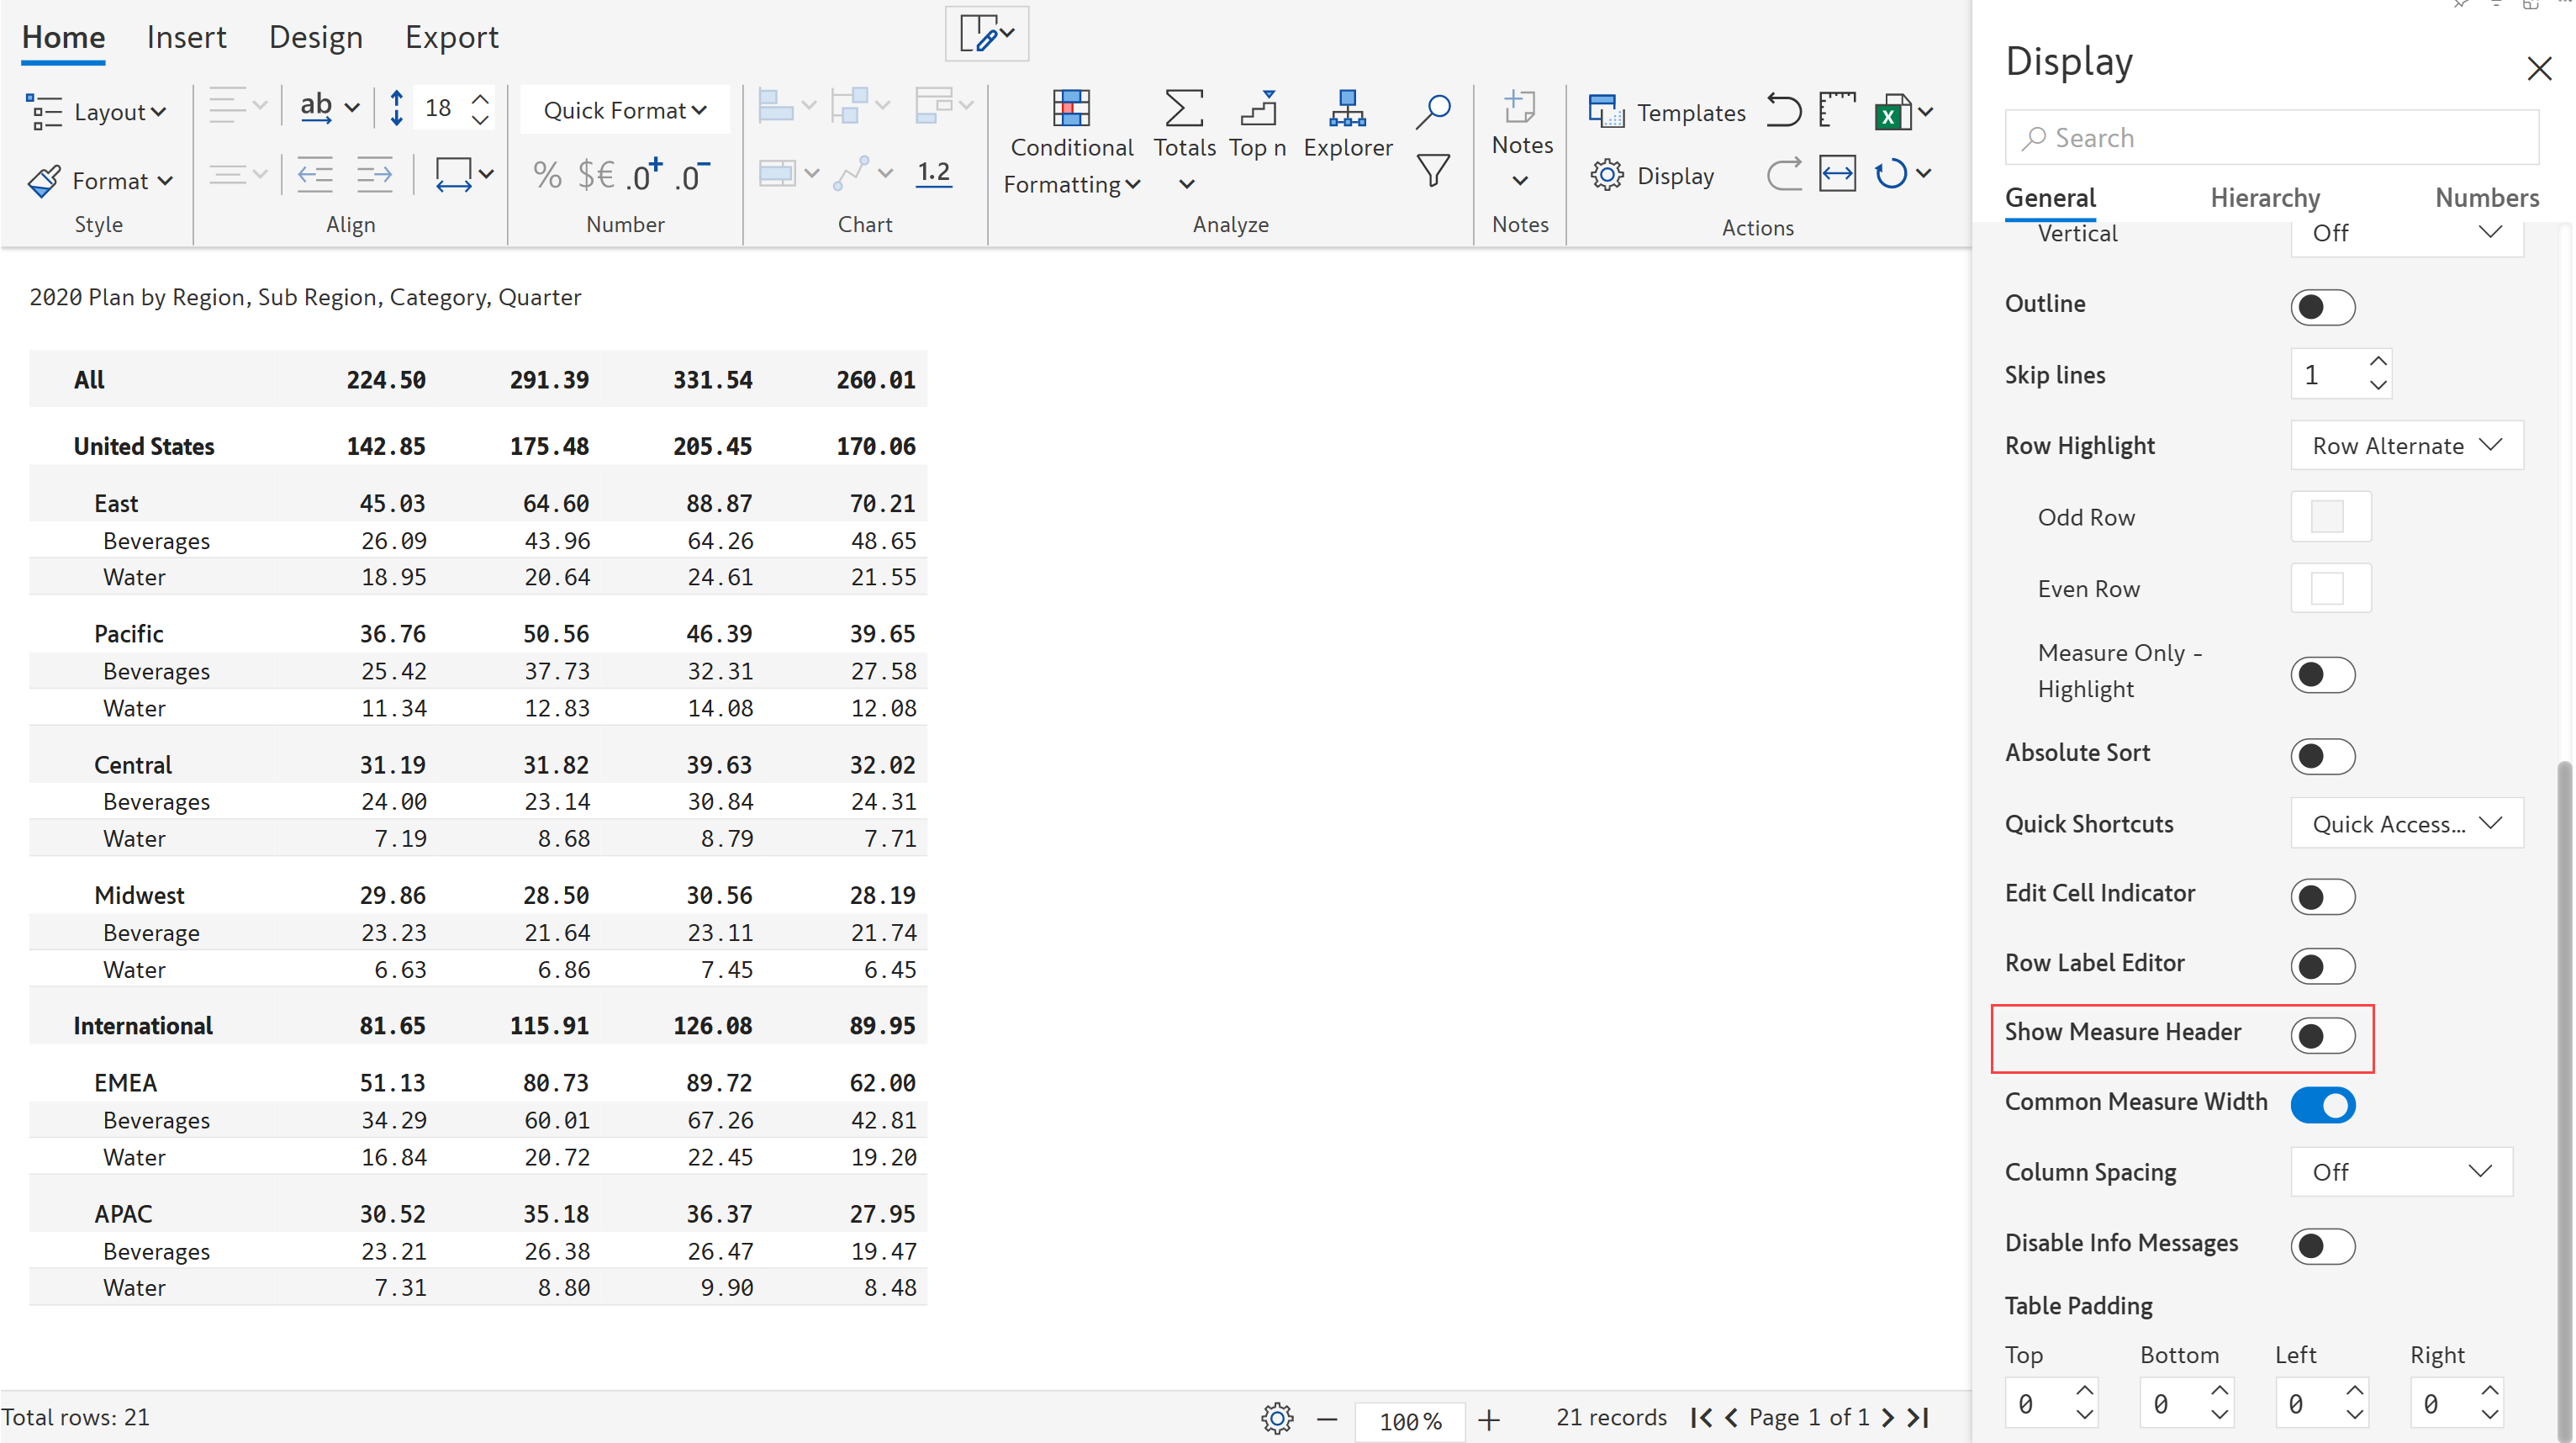 Home Insert Design Export
Layout ab 18 Quick Format
Format % $€ .0+ .0- 1.2
Conditional Formatting Totals Top n Explorer
Notes
Templates
Display
Style Align Number Chart Analyze Notes Actions
2020 Plan by Region, Sub Region, Category, Quarter
All 224.50 291.39 331.54 260.01
United States 142.85 175.48 205.45 170.06
East 45.03 64.60 88.87 70.21
Beverages 26.09 43.96 64.26 48.65
Water 18.95 20.64 24.61 21.55
Pacific 36.76 50.56 46.39 39.65
Beverages 25.42 37.73 32.31 27.58
Water 11.34 12.83 14.08 12.08
Central 31.19 31.82 39.63 32.02
Beverages 24.00 23.14 30.84 24.31
Water 7.19 8.68 8.79 7.71
Midwest 29.86 28.50 30.56 28.19
Beverage 23.23 21.64 23.11 21.74
Water 6.63 6.86 7.45 6.45
International 81.65 115.91 126.08 89.95
EMEA 51.13 80.73 89.72 62.00
Beverages 34.29 60.01 67.26 42.81
Water 16.84 20.72 22.45 19.20
APAC 30.52 35.18 36.37 27.95
Beverages 23.21 26.38 26.47 19.47
Water 7.31 8.80 9.90 8.48
Total rows: 21
100%
21 records
Page 1 of 1
Display
Search
General Hierarchy Numbers
Vertical Off
Outline
Skip lines 1
Row Highlight Row Alternate
Odd Row
Even Row
Measure Only -
Highlight
Absolute Sort
Quick Shortcuts Quick Access...
Edit Cell Indicator
Row Label Editor
Show Measure Header
Common Measure Width
Column Spacing Off
Disable Info Messages
Table Padding
Top Bottom Left Right
0 0 0 0